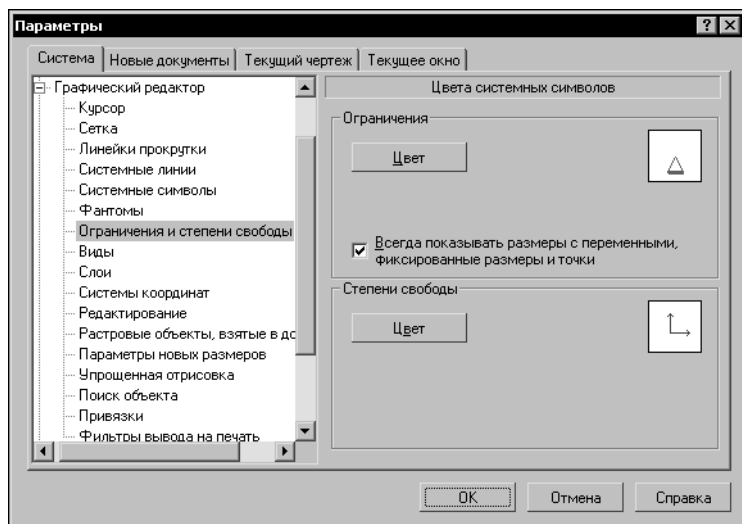 Параметры
Система
Новые документы
Текущий чертеж
Текущее окно
Графический редактор
Курсор
Сетка
Линейки прокрутки
Системные линии
Системные символы
Фантомы
Ограничения и степени свободы
Виды
Слои
Системы координат
Редактирование
Растровые объекты, взятые в до
Параметры новых размеров
Упрощенная отрисовка
Поиск объекта
Привязки
Фильтры вывода на печать
Цвета системных символов
Ограничения
Цвет
Всегда показывать размеры с переменными,
фиксированные размеры и точки
Степени свободы
Цвет
OK
Отмена
Справка